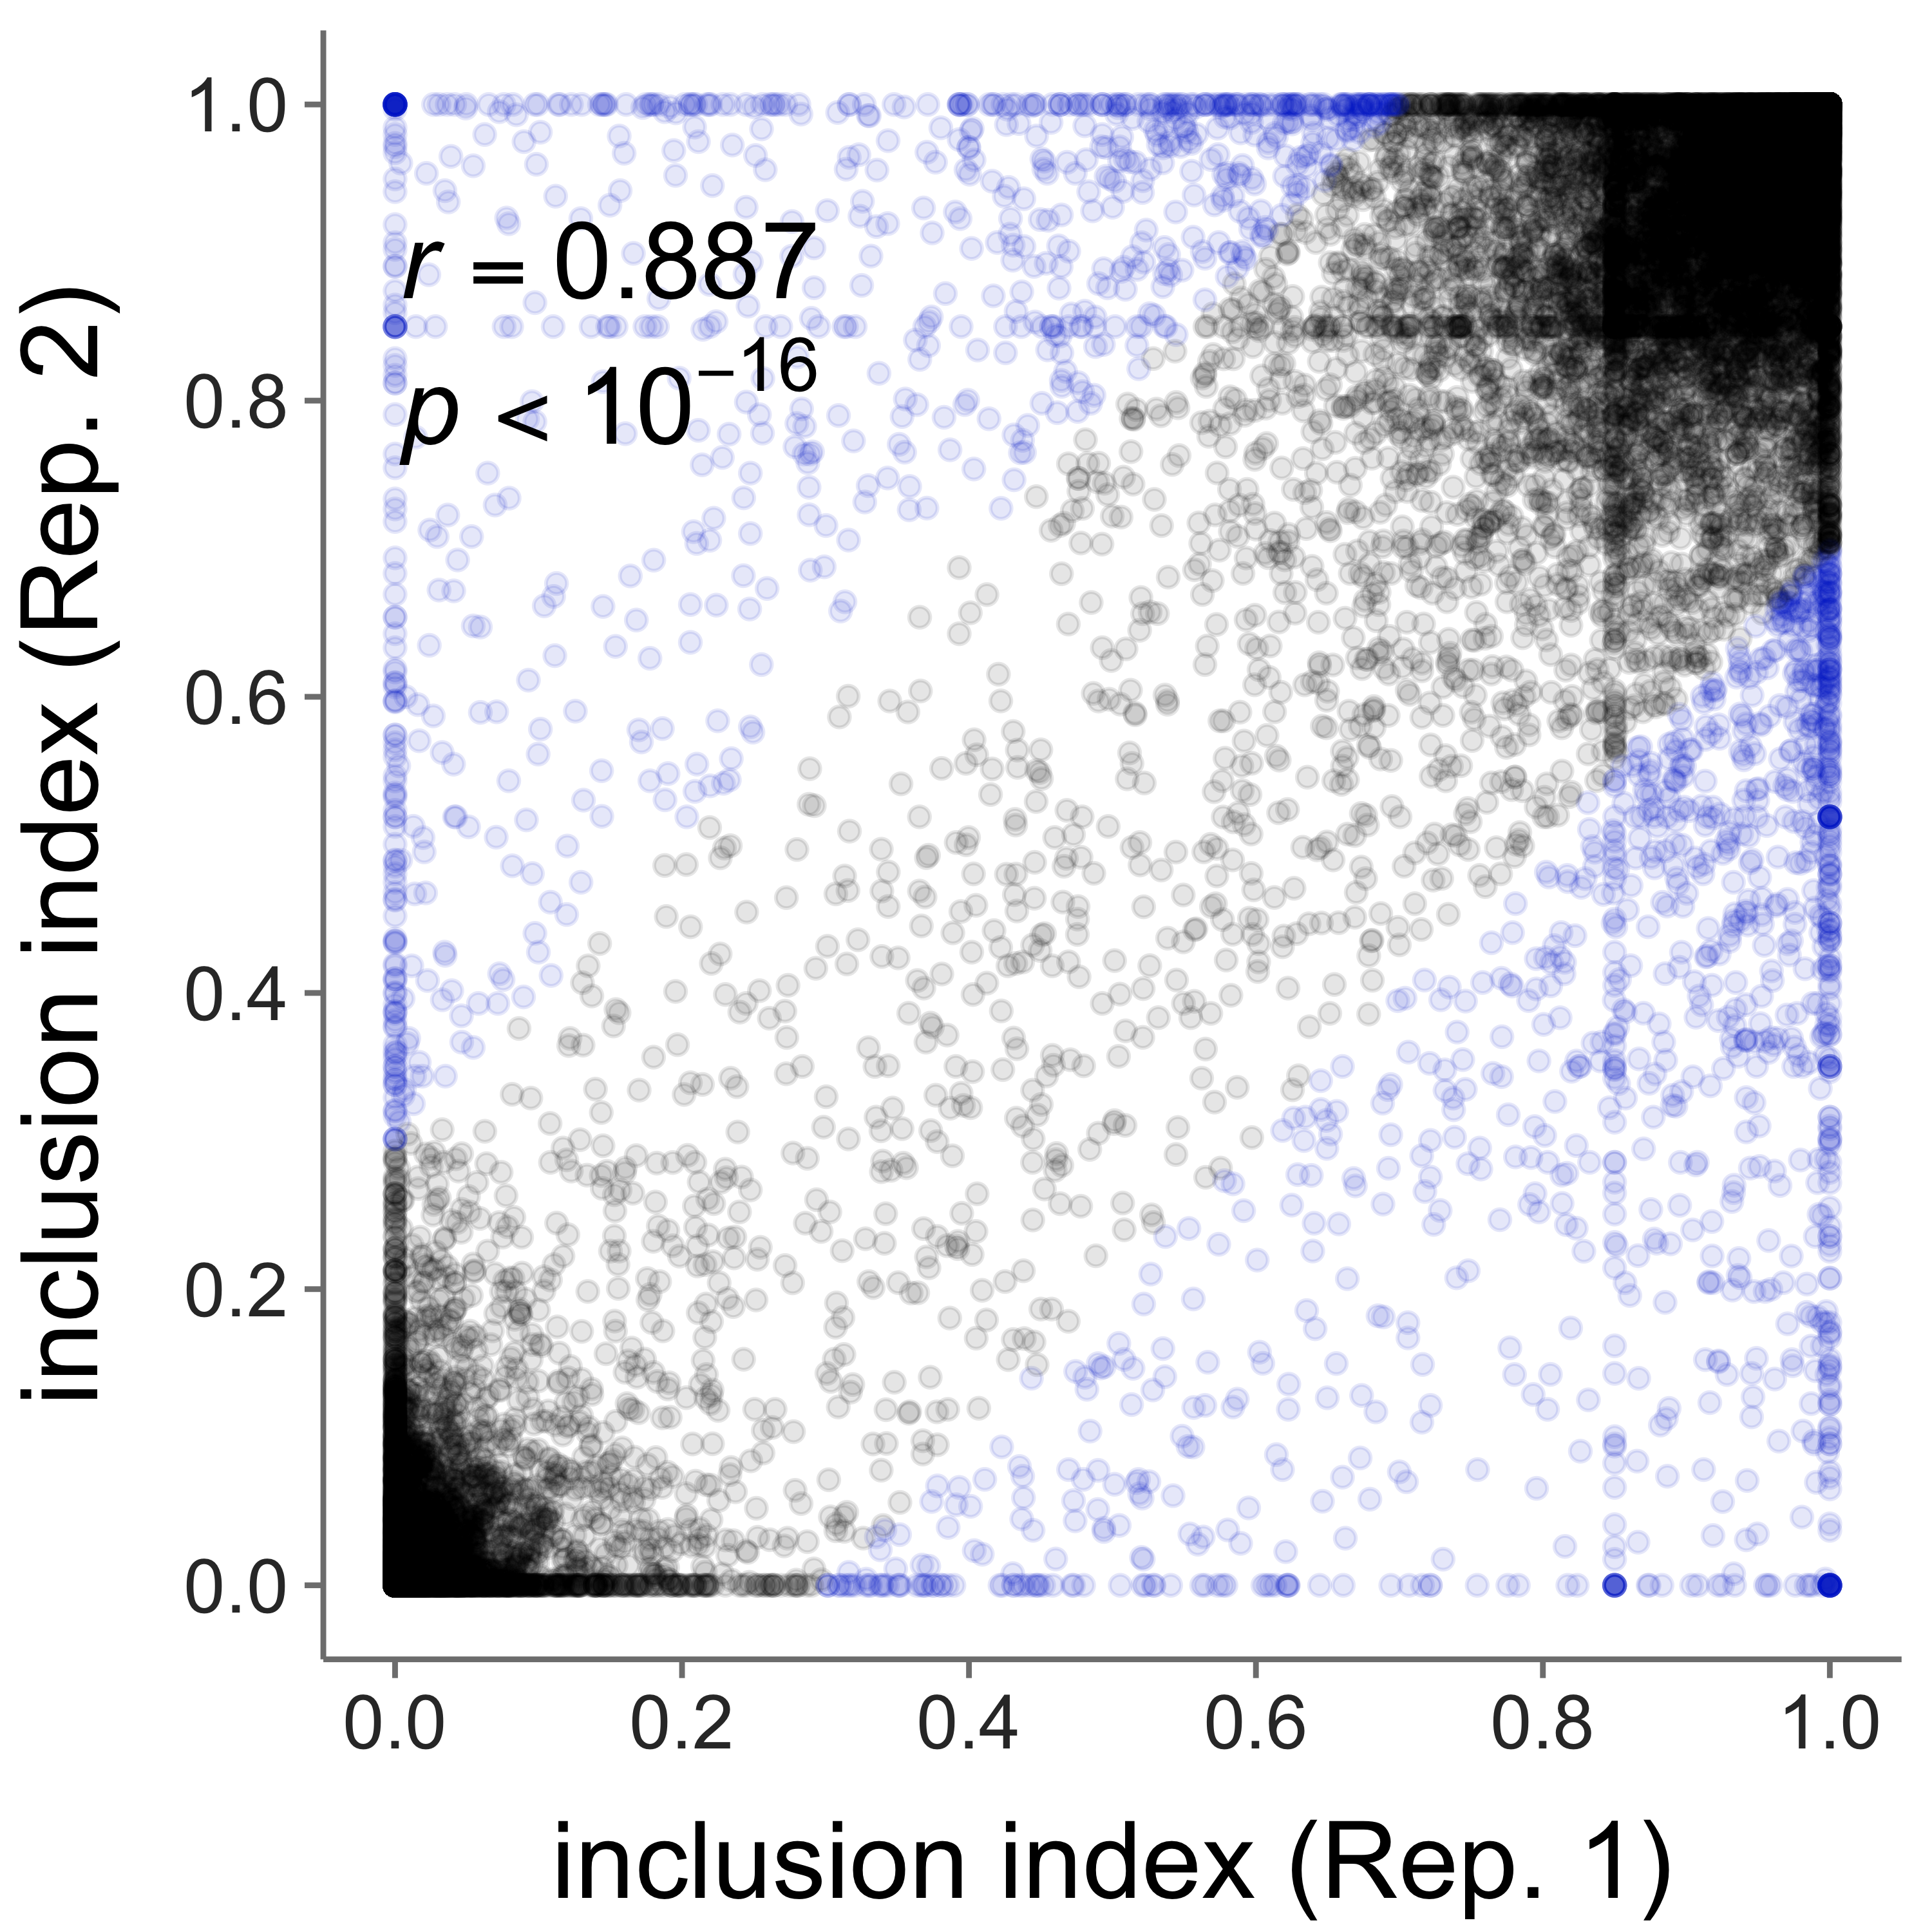 inclusion index (Rep. 2)
1.0
0.8
0.6
0.4
0.2
0.0
r = 0.887
p < 10⁻¹⁶
0.0 0.2 0.4 0.6 0.8 1.0
inclusion index (Rep. 1)